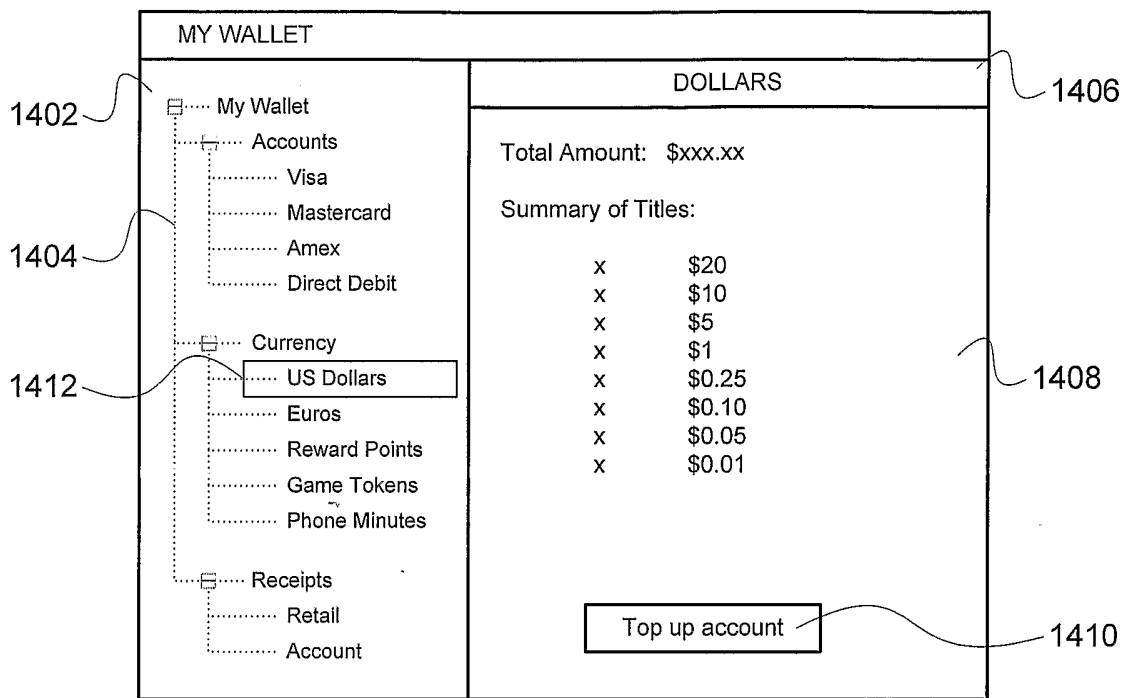 MY WALLET
1402
My Wallet
Accounts
Visa
Mastercard
Amex
Direct Debit
1404
Currency
US Dollars
1412
Euros
Reward Points
Game Tokens
Phone Minutes
Receipts
Retail
Account
DOLLARS
1406
Total Amount: $xxx.xx
Summary of Titles:
x $20
x $10
x $5
x $1
x $0.25
x $0.10
x $0.05
x $0.01
1408
Top up account
1410